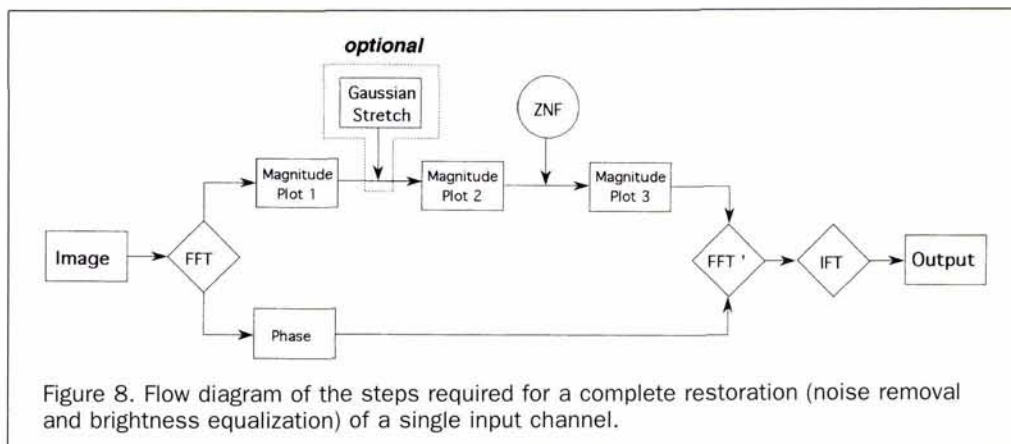 optional
Gaussian
Stretch
ZNF
Magnitude
Plot 1
Magnitude
Plot 2
Magnitude
Plot 3
Image
FFT
FFT '
IFT
Output
Phase
Figure 8. Flow diagram of the steps required for a complete restoration (noise removal
and brightness equalization) of a single input channel.